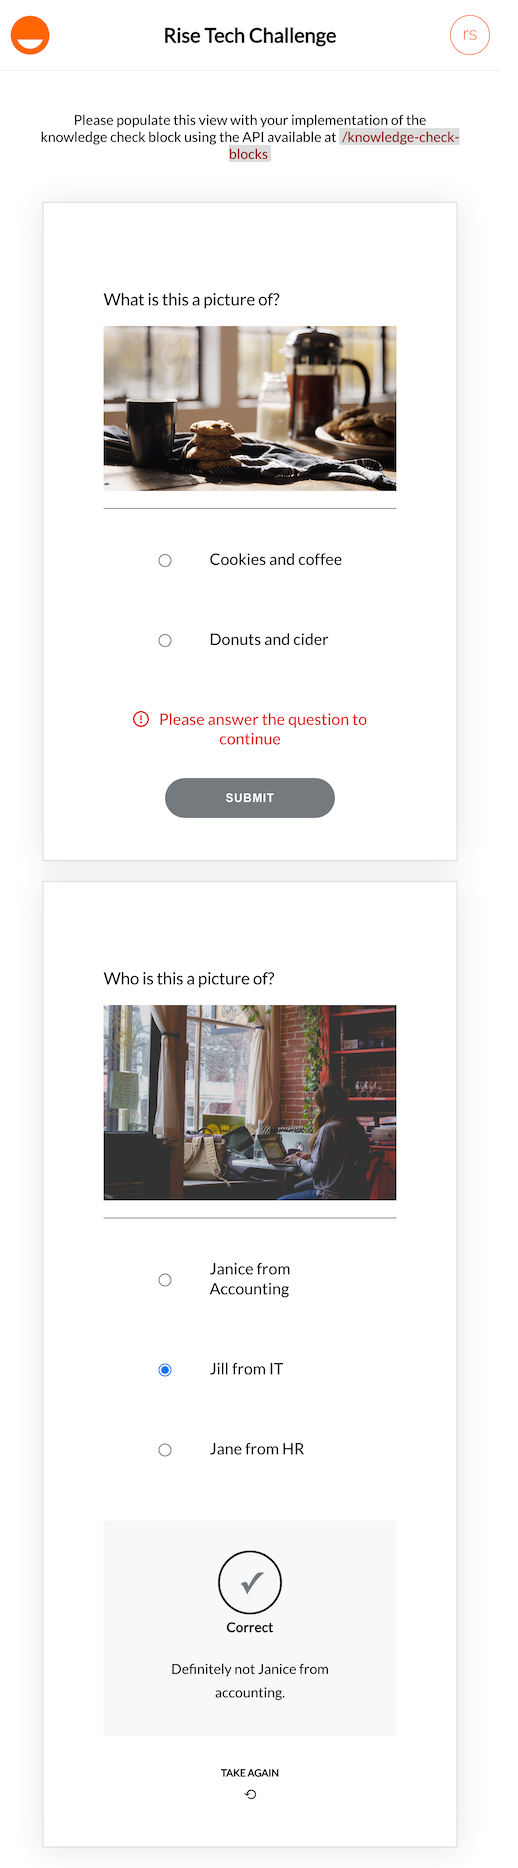 Rise Tech Challenge
rs
Please populate this view with your implementation of the
knowledge check block using the API available at /knowledge-check-
blocks
What is this a picture of?
Cookies and coffee
Donuts and cider
Please answer the question to
continue
SUBMIT
Who is this a picture of?
Janice from
Accounting
Jill from IT
Jane from HR
Correct
Definitely not Janice from
accounting.
TAKE AGAIN